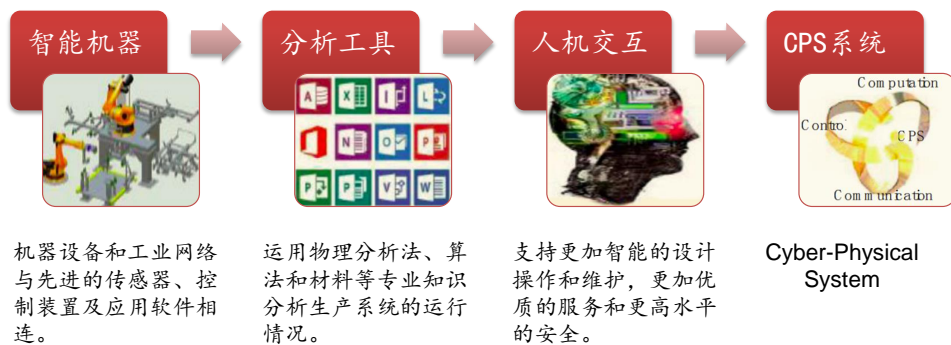 智能机器
分析工具
人机交互
CPS系统
A
X
I
L
N
O
P
P
P
V
W
Computation
Contro
CPS
Communication
机器设备和工业网络
与先进的传感器、控
制装置及应用软件相
连。
运用物理分析法、算
法和材料等专业知识
分析生产系统的运行
情况。
支持更加智能的设计
操作和维护，更加优
质的服务和更高水平
的安全。
Cyber-Physical
System